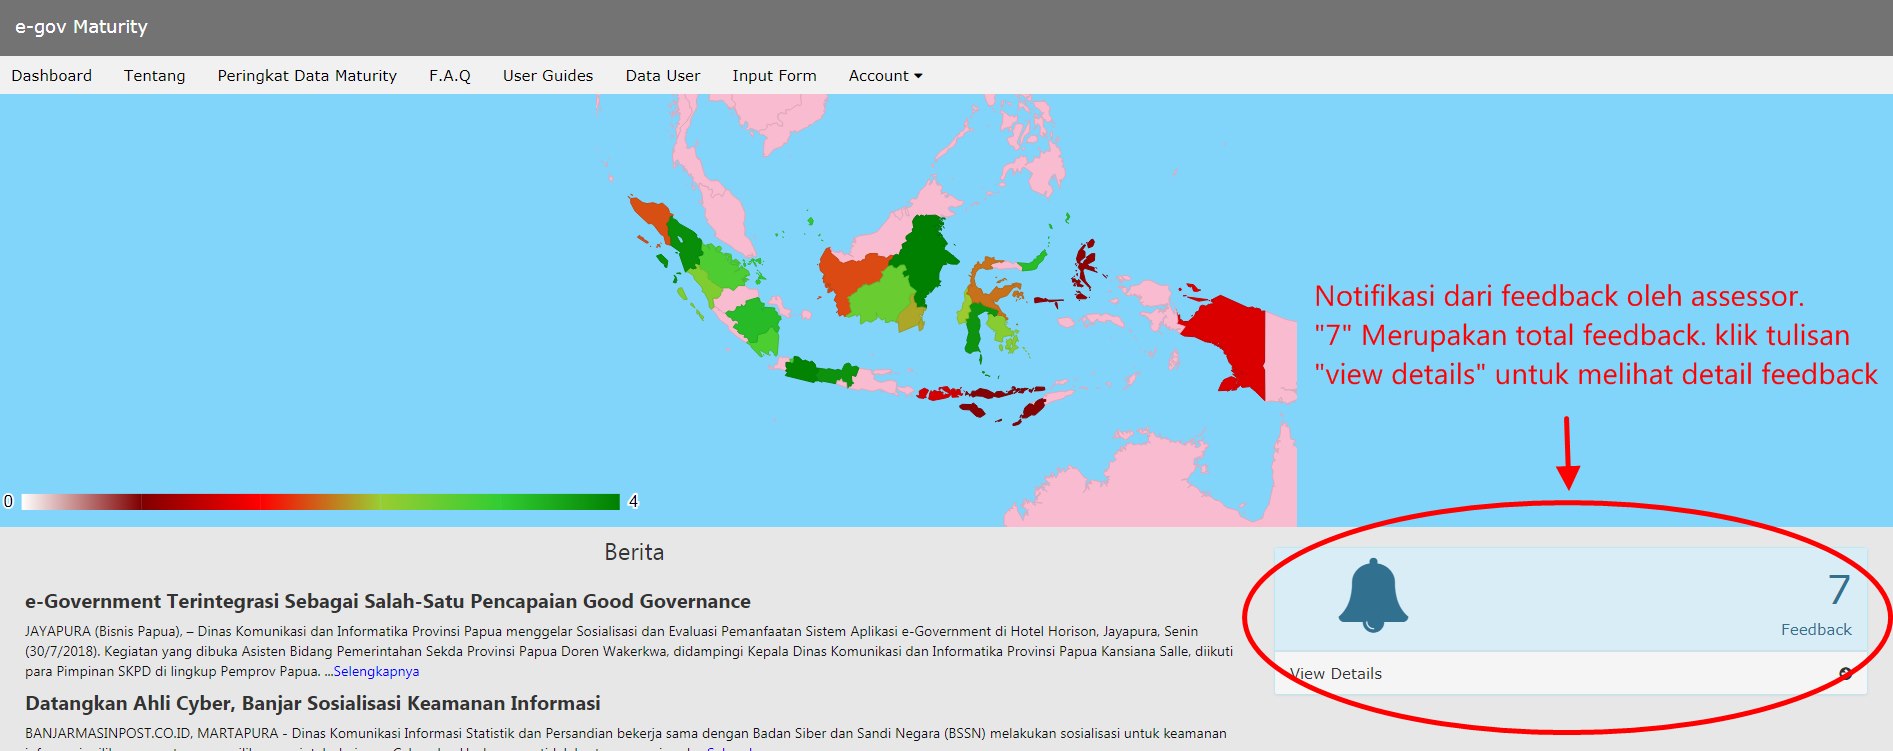 e-gov Maturity
Dashboard Tentang Peringkat Data Maturity F.A.Q User Guides Data User Input Form Account
Notifikasi dari feedback oleh assessor.
"7" Merupakan total feedback. klik tulisan
"view details" untuk melihat detail feedback
0 4
Berita
e-Government Terintegrasi Sebagai Salah-Satu Pencapaian Good Governance
JAYAPURA (Bisnis Papua), – Dinas Komunikasi dan Informatika Provinsi Papua menggelar Sosialisasi dan Evaluasi Pemanfaatan Sistem Aplikasi e-Government di Hotel Horison, Jayapura, Senin
(30/7/2018). Kegiatan yang dibuka Asisten Bidang Pemerintahan Sekda Provinsi Papua Doren Wakerkwa, didampingi Kepala Dinas Komunikasi dan Informatika Provinsi Papua Kansiana Salle, diikuti
para Pimpinan SKPD di lingkup Pemprov Papua. ...Selengkapnya
Datangkan Ahli Cyber, Banjar Sosialisasi Keamanan Informasi
BANJARMASINPOST.CO.ID, MARTAPURA - Dinas Komunikasi Informasi Statistik dan Persandian bekerja sama dengan Badan Siber dan Sandi Negara (BSSN) melakukan sosialisasi untuk keamanan
7
Feedback
View Details